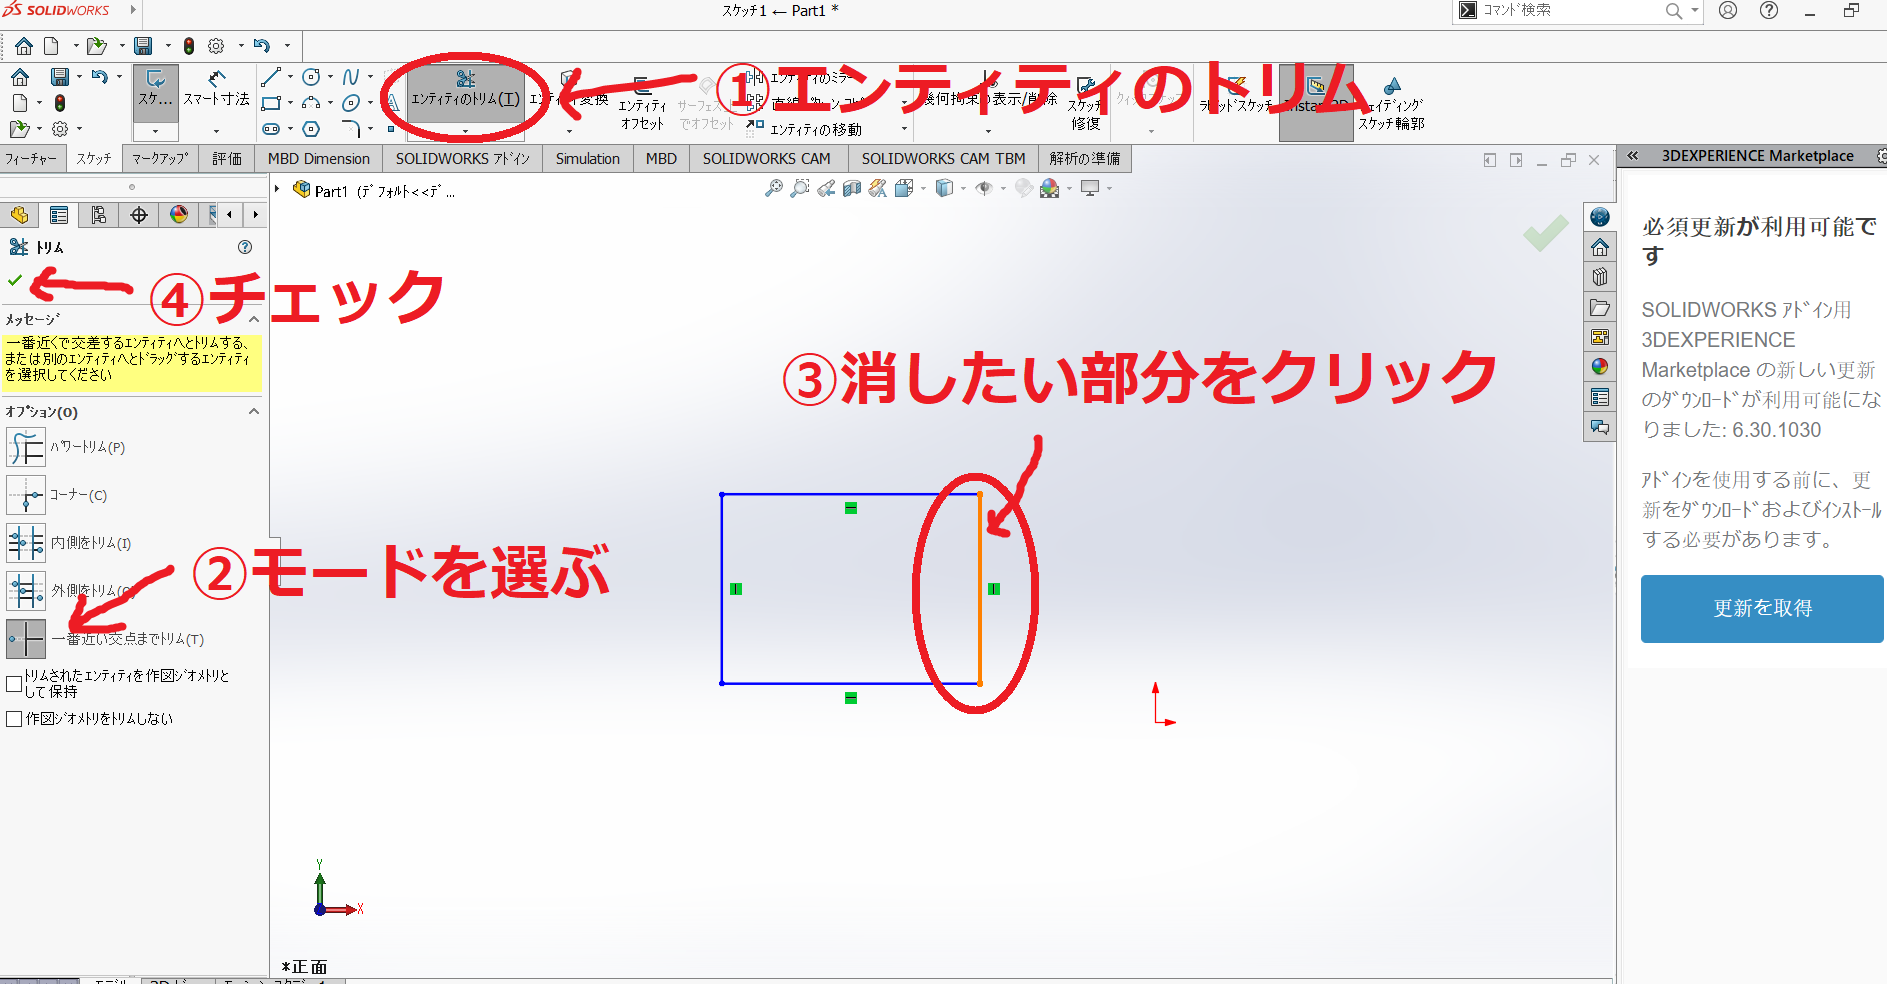 SOLIDWORKS
スケッチ1 ← Part1 *
コマンド検索
スケ...
スマート寸法
エンティティのトリム(T)
エンティティ変換
エンティティ
オフセット
サーフェス
でオフセット
エンティティのミラー
エンティティの移動
幾何拘束の表示/削除
スケッチ
修復
ラピッドスケッチ
Instant2D
シェイディング
スケッチ輪郭
①エンティティのトリム
フィーチャー
スケッチ
マークアップ
評価
MBD Dimension
SOLIDWORKS アドイン
Simulation
MBD
SOLIDWORKS CAM
SOLIDWORKS CAM TBM
解析の準備
3DEXPERIENCE Marketplace
Part1 (デフォルト<<デ...
トリム
④チェック
メッセージ
一番近くで交差するエンティティへとトリムする、
または別のエンティティへとドラッグするエンティティ
を選択してください
オプション(O)
パワートリム(P)
コーナー(C)
内側をトリム(I)
外側をトリム(O)
一番近い交点までトリム(T)
トリムされたエンティティを作図ジオメトリと
して保持
作図ジオメトリをトリムしない
②モードを選ぶ
③消したい部分をクリック
必須更新が利用可能で
す
SOLIDWORKS アドイン用
3DEXPERIENCE
Marketplace の新しい更新
のダウンロードが利用可能にな
りました: 6.30.1030
アドインを使用する前に、更
新をダウンロードおよびインストール
する必要があります。
更新を取得
Y
X
*正面